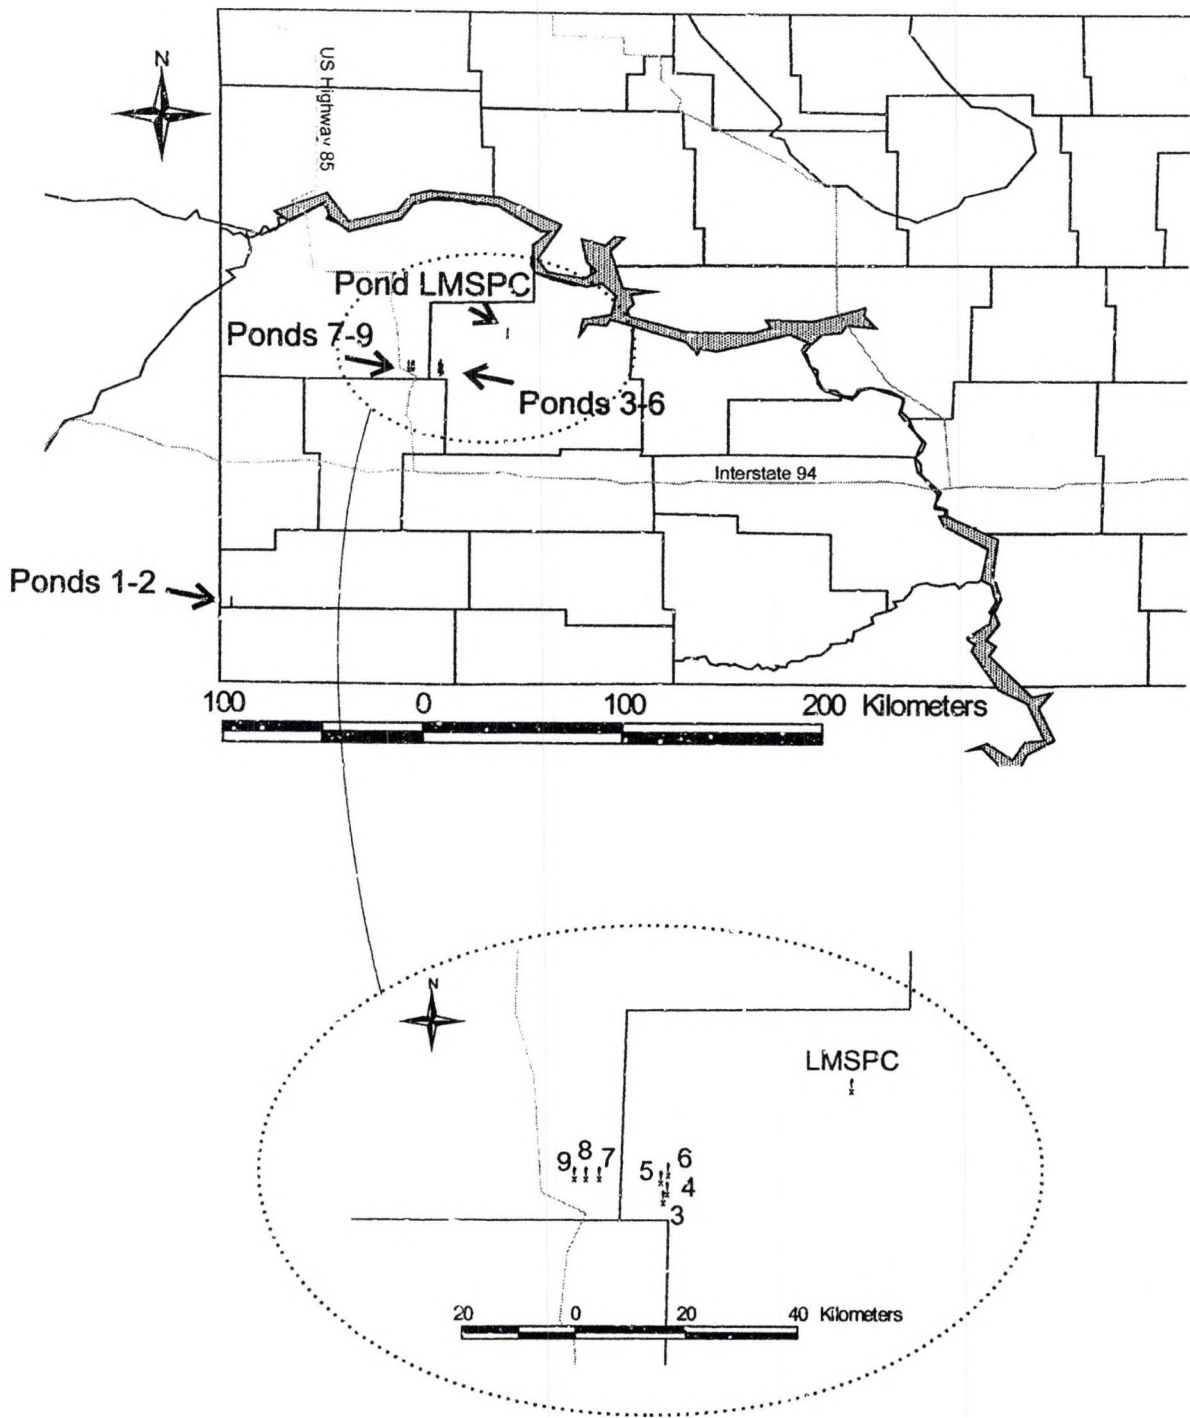 N
US Highway 85
Pond LMSPC
Ponds 7-9
Ponds 3-6
Interstate 94
Ponds 1-2
100 0 100 200 Kilometers
N
LMSPC
9 8 7 5 6
4
3
20 0 20 40 Kilometers